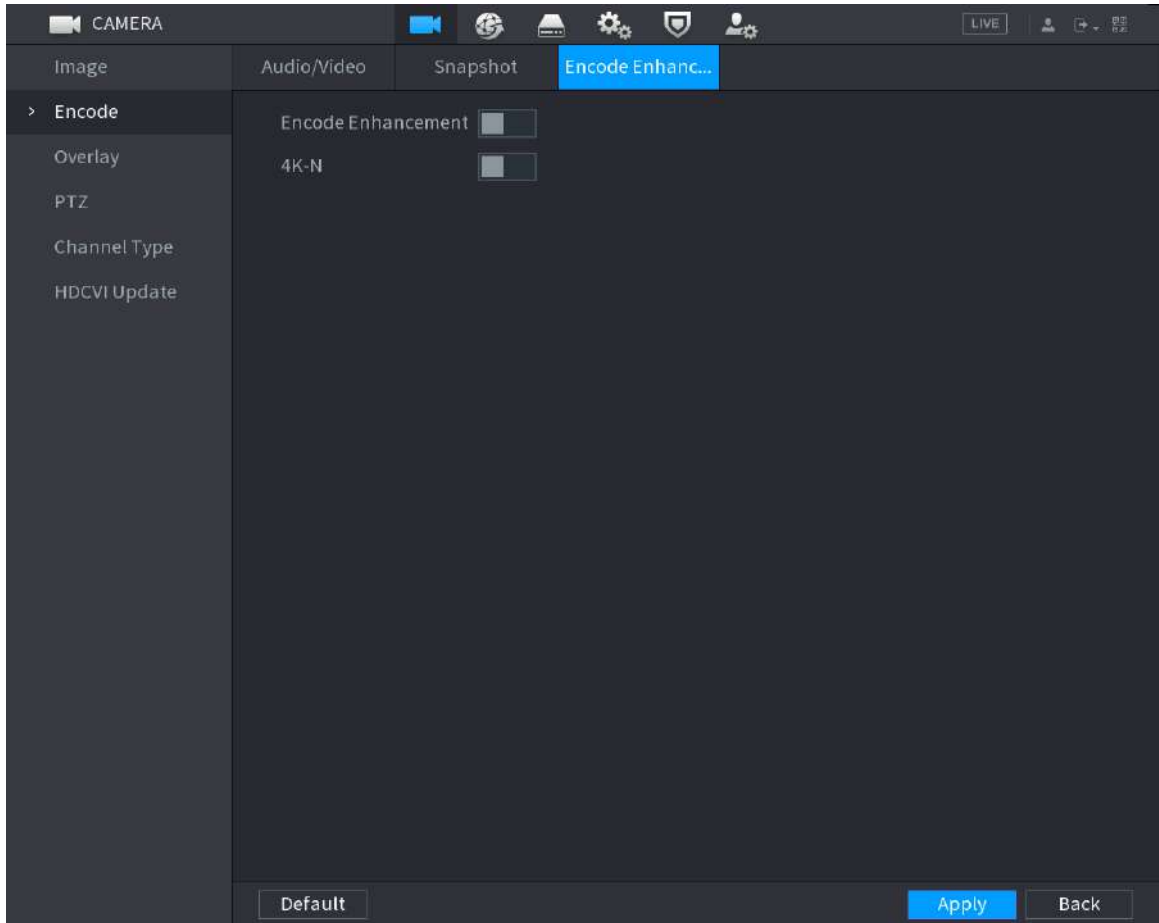 CAMERA
LIVE
Image
Encode
Overlay
PTZ
Channel Type
HDCVI Update
Audio/Video
Snapshot
Encode Enhanc...
Encode Enhancement
4K-N
Default
Apply
Back